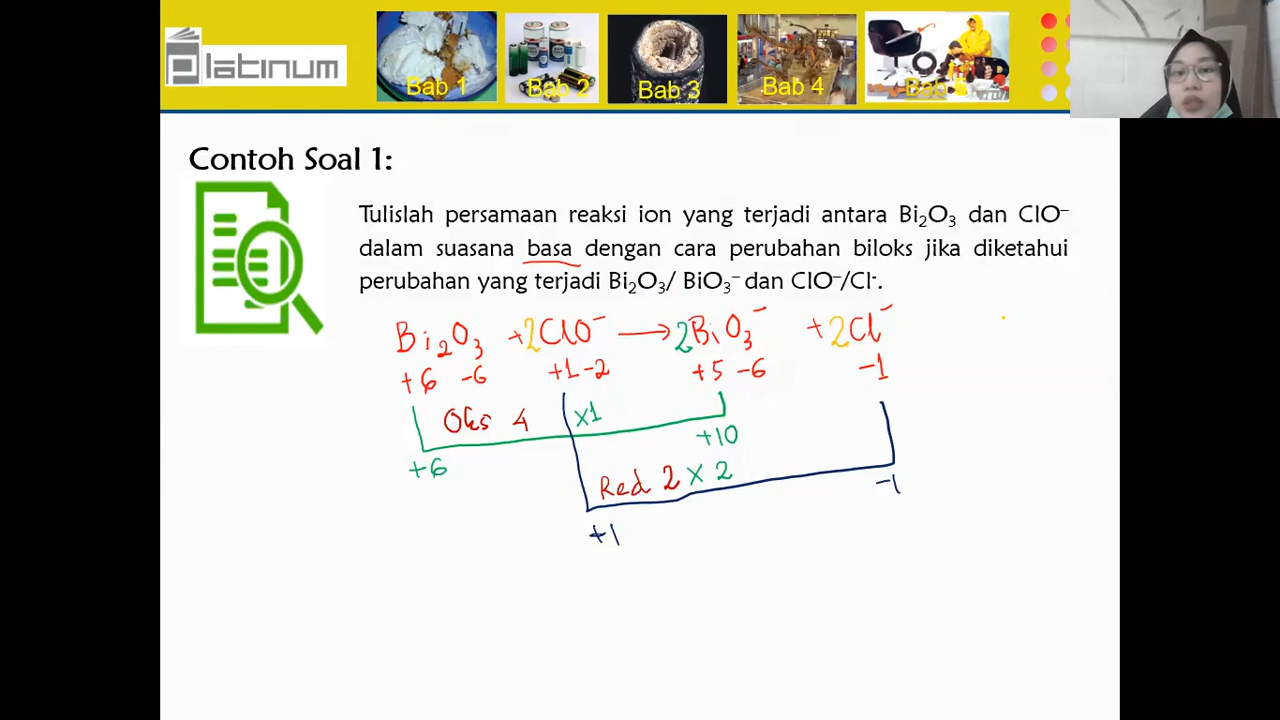 Platinum
Bab 1
Bab 2
Bab 3
Bab 4
Contoh Soal 1:
Tulislah persamaan reaksi ion yang terjadi antara Bi₂O₃ dan ClO⁻
dalam suasana basa dengan cara perubahan biloks jika diketahui
perubahan yang terjadi Bi₂O₃/ BiO₃⁻ dan ClO⁻/Cl⁻.
Bi₂O₃ + 2ClO⁻ → 2BiO₃⁻ + 2Cl⁻
+6 -6 +1 -2 +5 -6 -1
Oks 4 x1
+6 +10
Red 2 x 2
+1 -1